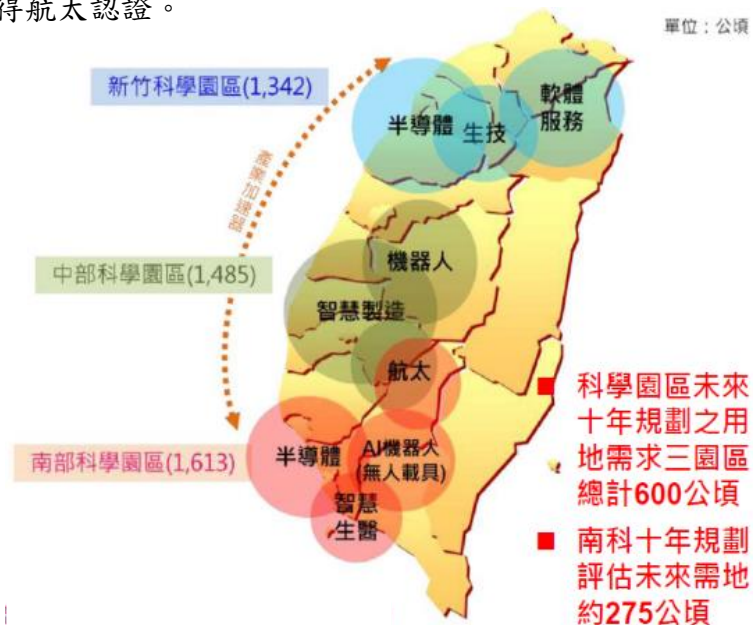 得航太認證。
單位：公頃
新竹科學園區(1,342)
半導體
生技
軟體
服務
產業加速器
中部科學園區(1,485)
機器人
智慧製造
航太
南部科學園區(1,613)
半導體
AI機器人
(無人載具)
智慧
生醫
■ 科學園區未來
十年規劃之用
地需求三園區
總計600公頃
■ 南科十年規劃
評估未來需地
約275公頃